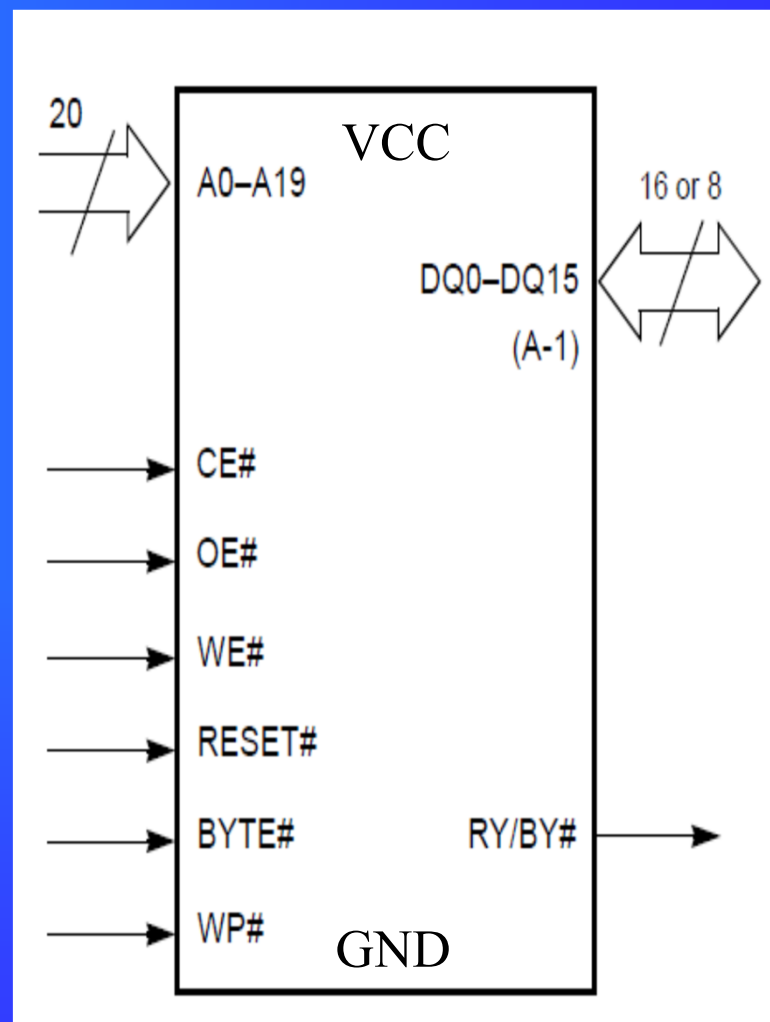 20
VCC
A0–A19
16 or 8
DQ0–DQ15
(A-1)
CE#
OE#
WE#
RESET#
BYTE#
RY/BY#
WP#
GND